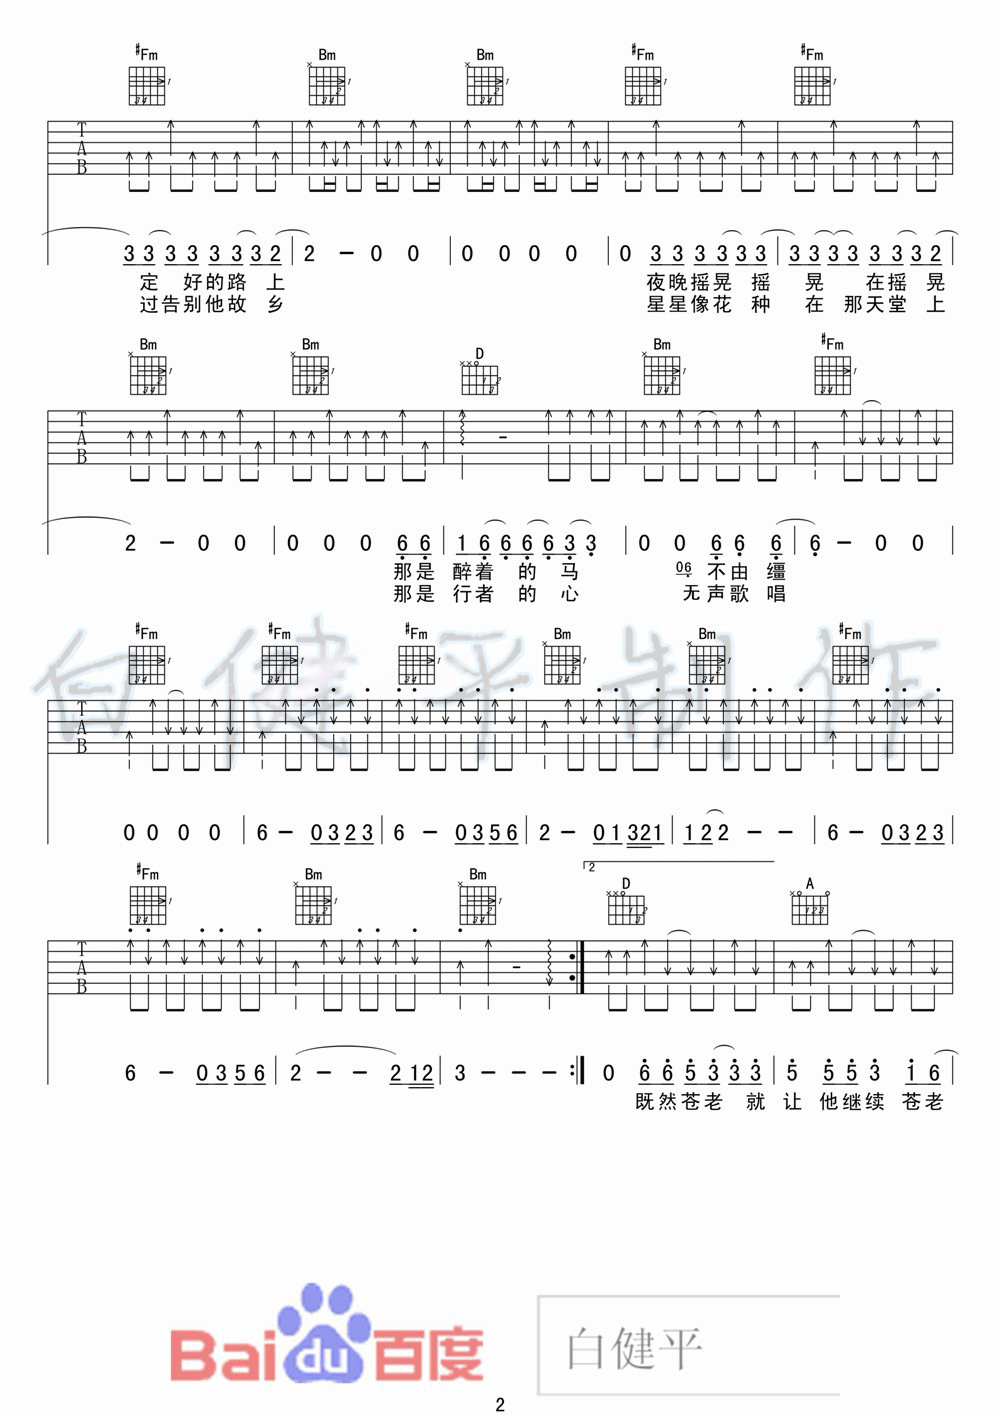 #Fm Bm Bm #Fm #Fm
T
A
B
3 3 3 3 3 3 3 2 | 2 - 0 0 | 0 0 0 0 | 0 3 3 3 3 3 3 | 3 3 3 3 3 3 3 2 |
定 好的路 上 夜晚摇晃 摇 晃 在摇 晃
过告别他故 乡 星星像花 种 在 那天堂 上
Bm Bm D Bm #Fm
T
A
B
2 - 0 0 | 0 0 0 6 6 | 1 6 6 6 6 3 3 | 0 0 6 6 6 | 6 - 0 0 |
那是 醉着 的 马 06 不由 缰
那是 行者 的 心 无 声歌 唱
白健平制作
#Fm #Fm #Fm Bm Bm #Fm
T
A
B
0 0 0 0 | 6 - 0 3 2 3 | 6 - 0 3 5 6 | 2 - 0 1 3 2 1 | 1 2 2 - - | 6 - 0 3 2 3 |
#Fm Bm Bm 2 D A
T
A
B
6 - 0 3 5 6 | 2 - - 2 1 2 | 3 - - - :| 0 6 6 5 3 3 3 | 5 5 5 3 1 6 |
既然苍老 就 让 他继续 苍老
Bai du 百度
白健平
2